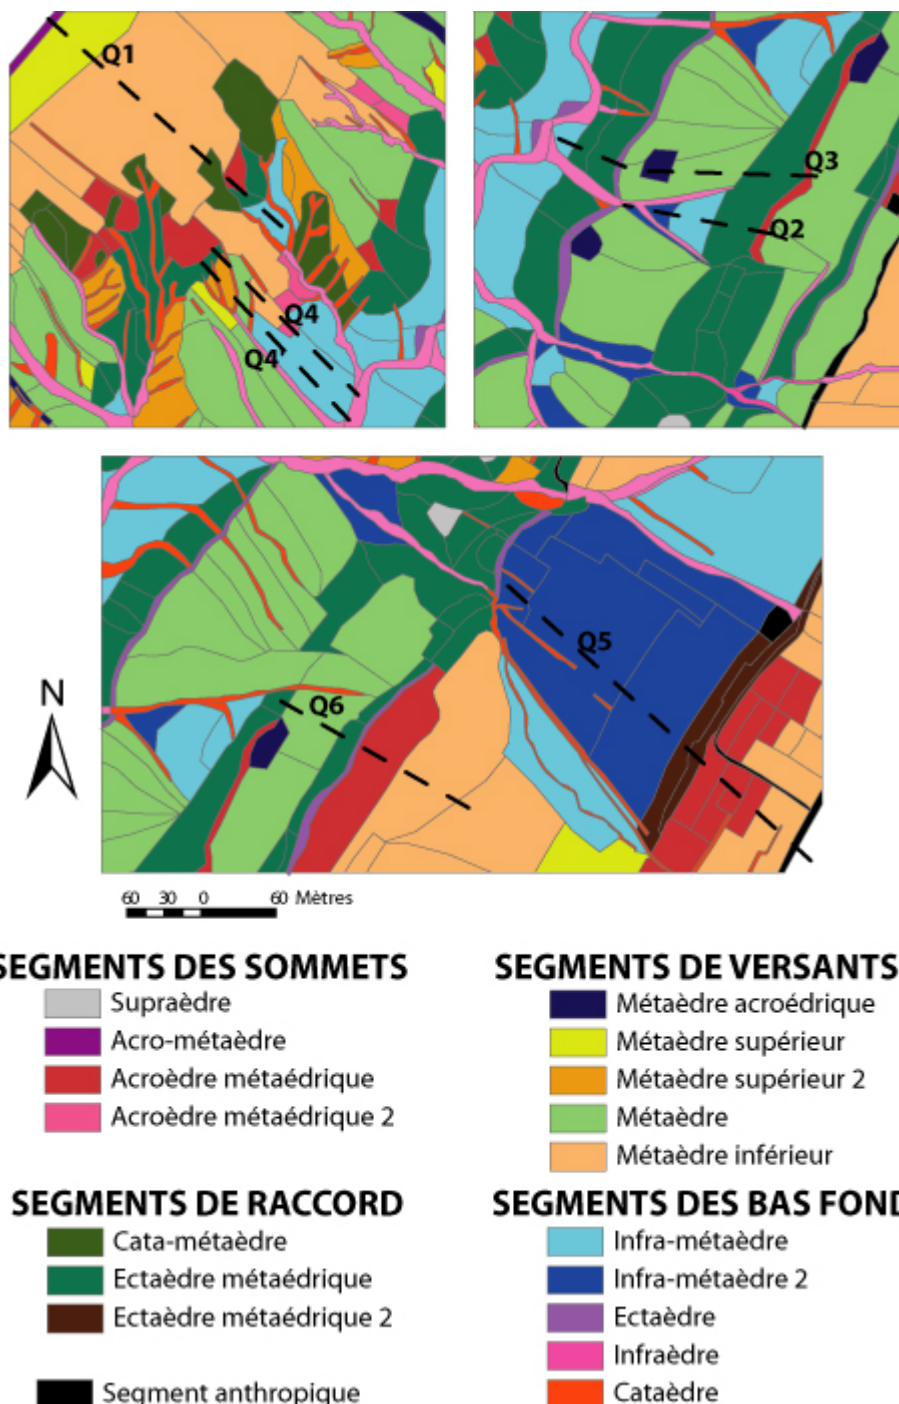 Q1
Q3
Q2
Q4
Q4'
Q5
Q6
N
60 30 0 60 Mètres
SEGMENTS DES SOMMETS
Supraèdre
Acro-métaèdre
Acroèdre métaédrique
Acroèdre métaédrique 2
SEGMENTS DE VERSANTS
Métaèdre acroédrique
Métaèdre supérieur
Métaèdre supérieur 2
Métaèdre
Métaèdre inférieur
SEGMENTS DE RACCORD
Cata-métaèdre
Ectaèdre métaédrique
Ectaèdre métaédrique 2
Segment anthropique
SEGMENTS DES BAS FOND
Infra-métaèdre
Infra-métaèdre 2
Ectaèdre
Infraèdre
Cataèdre